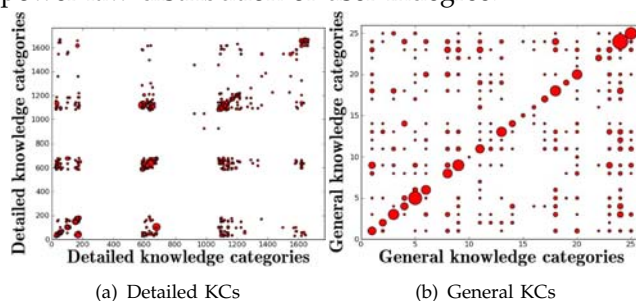 Detailed knowledge categories
1600
1400
1200
1000
800
600
400
200
0
0 200 400 600 800 1000 1200 1400 1600
Detailed knowledge categories
(a) Detailed KCs
General knowledge categories
25
20
15
10
5
0
0 5 10 15 20 25
General knowledge categories
(b) General KCs